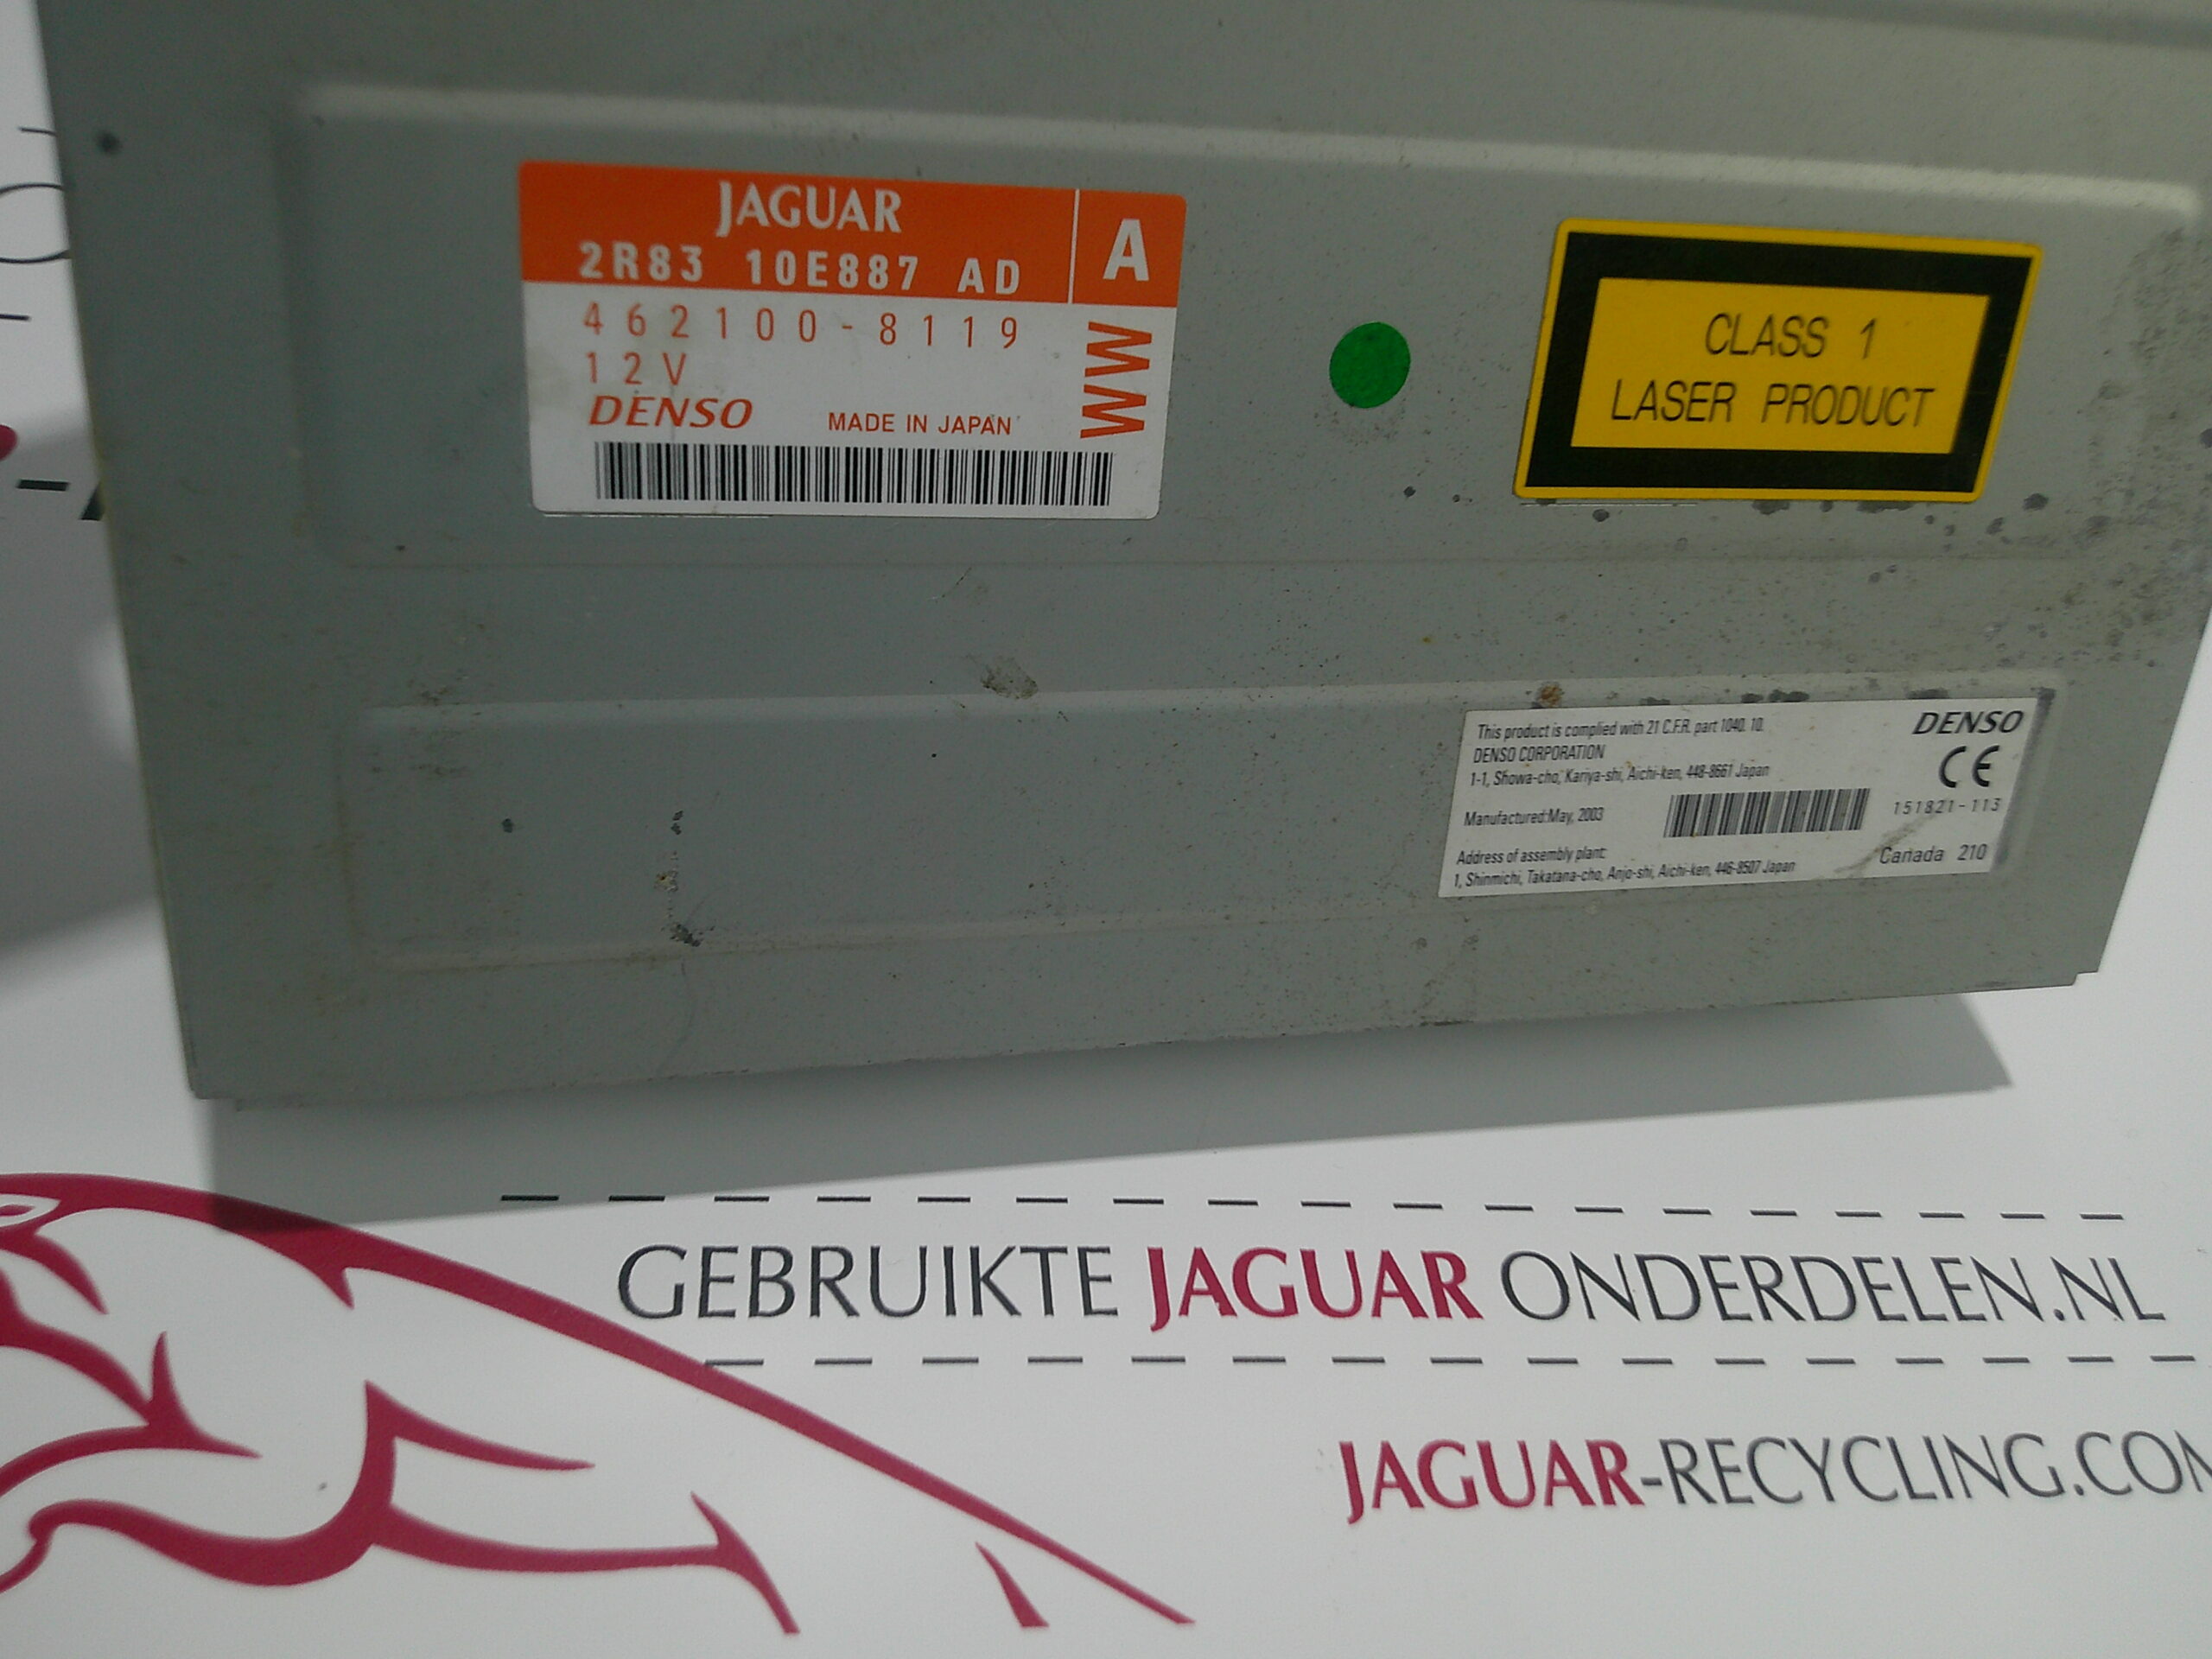 JAGUAR
A
2R83 10E887 AD
462100-8119
12V
WW
DENSO MADE IN JAPAN
CLASS 1
LASER PRODUCT
This product is complied with 21 C.F.R. part 1040. 10.
DENSO
DENSO CORPORATION
CE
1-1, Showa-cho, Kariya-shi, Aichi-ken, 448-8661 Japan
Manufactured:May, 2003
151821-113
Address of assembly plant:
Canada 210
1, Shinmichi, Takatana-cho, Anjo-shi, Aichi-ken, 446-8507 Japan
GEBRUIKTE JAGUAR ONDERDELEN.NL
JAGUAR-RECYCLING.COM